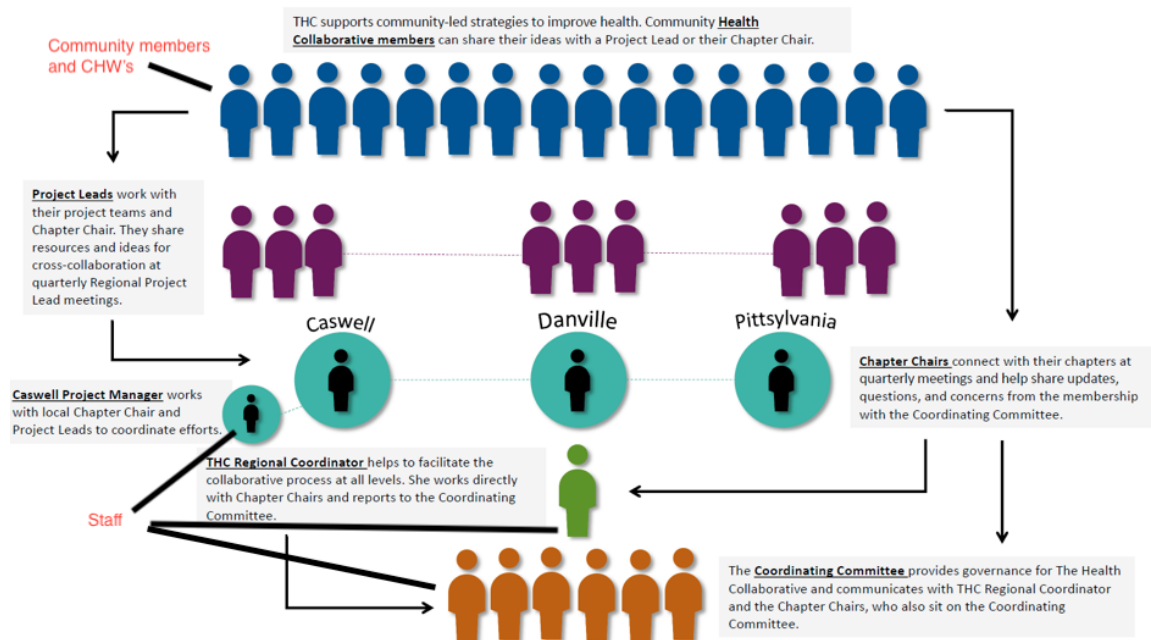 THC supports community-led strategies to improve health. Community Health
Collaborative members can share their ideas with a Project Lead or their Chapter Chair.
Community members
and CHW's
Project Leads work with
their project teams and
Chapter Chair. They share
resources and ideas for
cross-collaboration at
quarterly Regional Project
Lead meetings.
Caswell
Danville
Pittsylvania
Chapter Chairs connect with their chapters at
quarterly meetings and help share updates,
questions, and concerns from the membership
with the Coordinating Committee.
Caswell Project Manager works
with local Chapter Chair and
Project Leads to coordinate efforts.
THC Regional Coordinator helps to facilitate the
collaborative process at all levels. She works directly
with Chapter Chairs and reports to the Coordinating
Committee.
Staff
The Coordinating Committee provides governance for The Health
Collaborative and communicates with THC Regional Coordinator
and the Chapter Chairs, who also sit on the Coordinating
Committee.